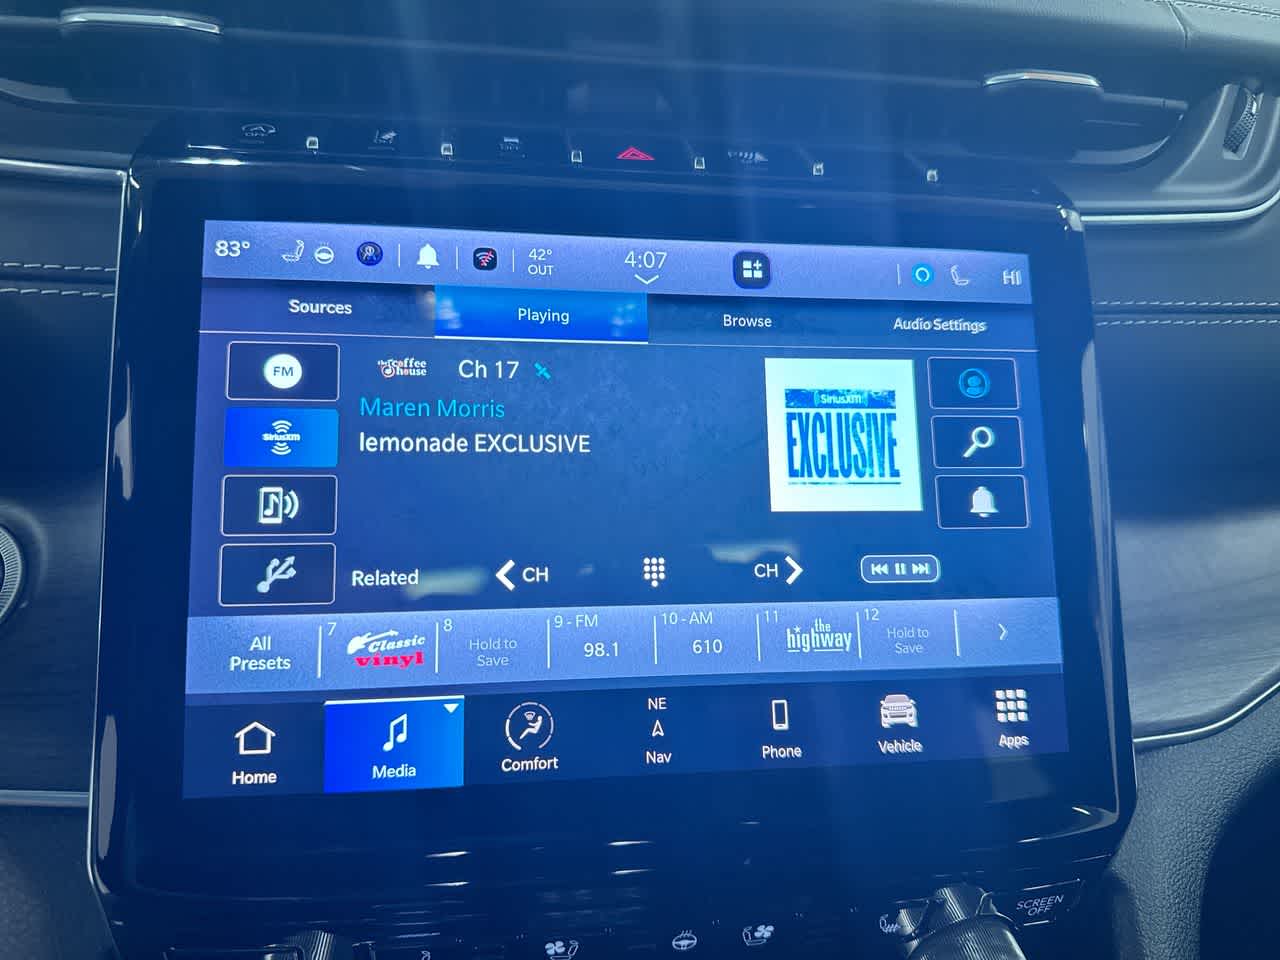 OFF
83°
42°
OUT
4:07
HI
Sources
Playing
Browse
Audio Settings
FM
SiriusXM
the coffee
house
Ch 17
Maren Morris
lemonade EXCLUSIVE
SiriusXM
EXCLUSIVE
Related
CH
CH
All
Presets
7
Classic
vinyl
8
Hold to
Save
9 - FM
98.1
10 - AM
610
11
the
highway
12
Hold to
Save
Home
Media
Comfort
NE
Nav
Phone
Vehicle
Apps
SCREEN
OFF